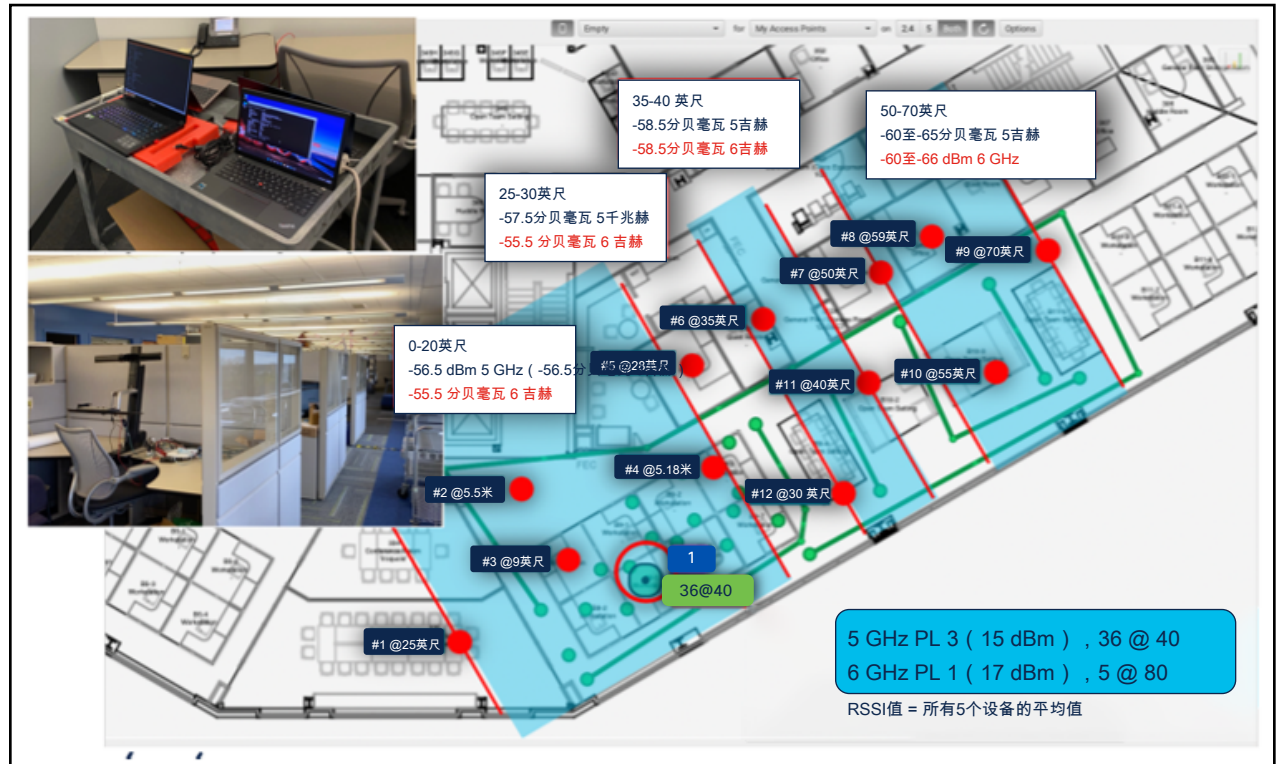 Empty
for
My Access Points
on
2.4
5
Both
Options
35-40 英尺
-58.5分贝毫瓦 5吉赫
-58.5分贝毫瓦 6吉赫
50-70英尺
-60至-65分贝毫瓦 5吉赫
-60至-66 dBm 6 GHz
25-30英尺
-57.5分贝毫瓦 5千兆赫
-55.5 分贝毫瓦 6 吉赫
#8 @59英尺
#9 @70英尺
#7 @50英尺
#6 @35英尺
0-20英尺
-56.5 dBm 5 GHz ( -56.5分
-55.5 分贝毫瓦 6 吉赫
#5 @28英尺
#11 @40英尺
#10 @55英尺
FEC
#4 @5.18米
#2 @5.5米
#12 @30 英尺
#3 @9英尺
1
36@40
#1 @25英尺
5 GHz PL 3 ( 15 dBm ) , 36 @ 40
6 GHz PL 1 ( 17 dBm ) , 5 @ 80
RSSI值 = 所有5个设备的平均值